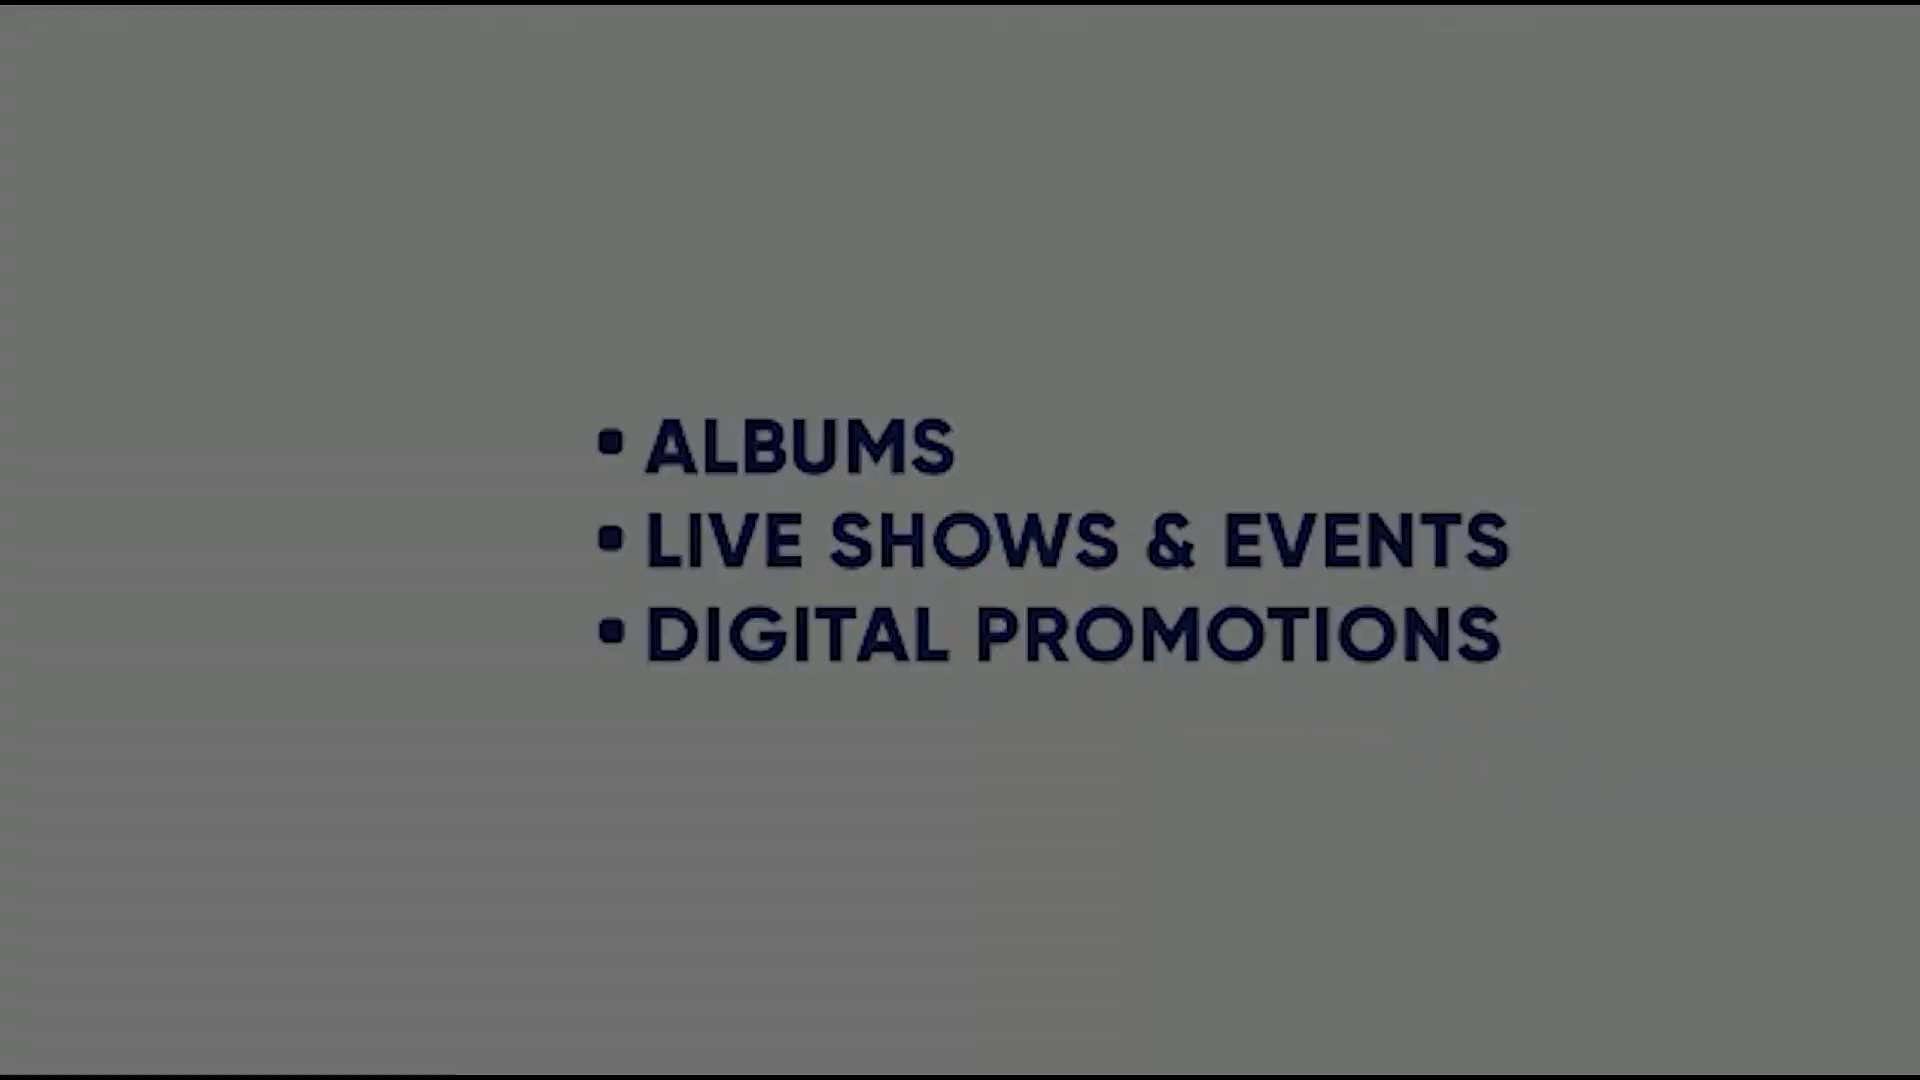 • ALBUMS
• LIVE SHOWS & EVENTS
• DIGITAL PROMOTIONS